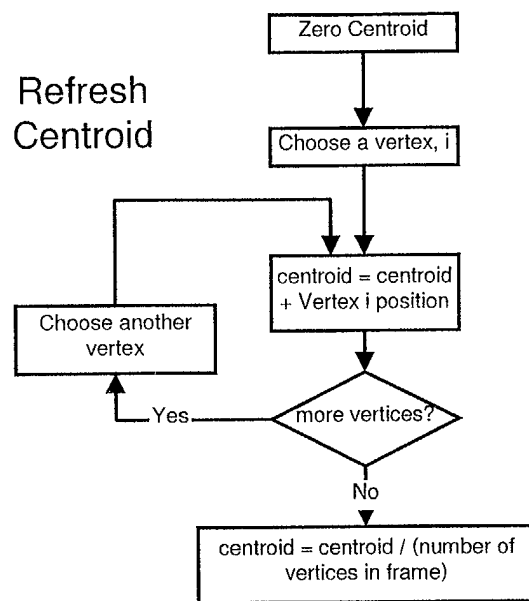 Zero Centroid
Refresh
Centroid
Choose a vertex, i
centroid = centroid
+ Vertex i position
Choose another
vertex
Yes
more vertices?
No
centroid = centroid / (number of
vertices in frame)